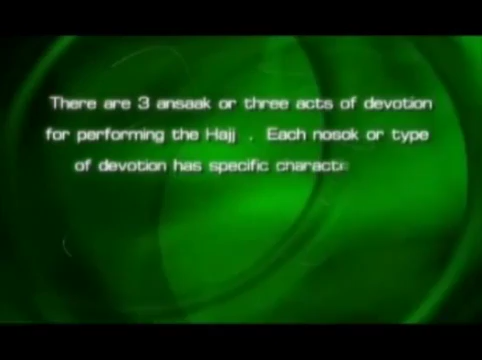 There are 3 ansaak or three acts of devotion
for performing the Hajj . Each nosok or type
of devotion has specific characte